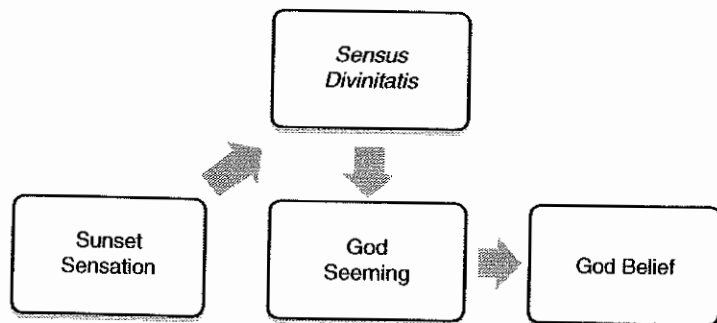 Sensus
Divinitatis
Sunset
Sensation
God
Seeming
God Belief